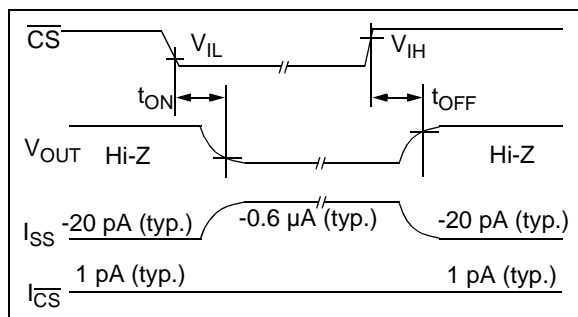 CS
V_IL
V_IH
t_ON
t_OFF
V_OUT
Hi-Z
Hi-Z
-20 pA (typ.)
-0.6 µA (typ.)
-20 pA (typ.)
I_SS
1 pA (typ.)
1 pA (typ.)
I_CS